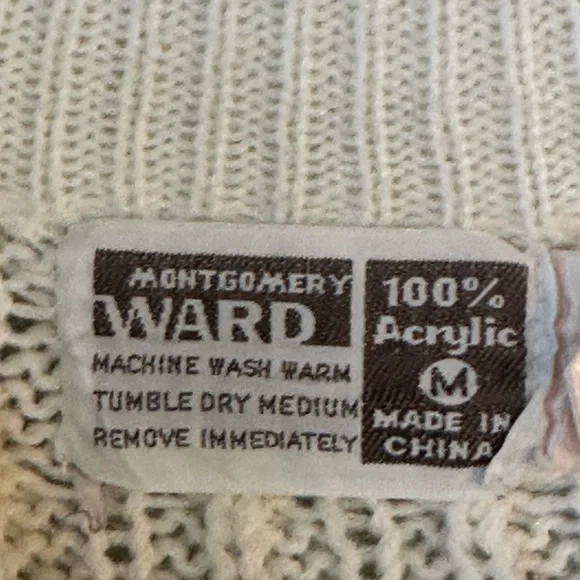 MONTGOMERY
WARD
MACHINE WASH WARM
TUMBLE DRY MEDIUM
REMOVE IMMEDIATELY
100%
Acrylic
M
MADE IN
CHINA